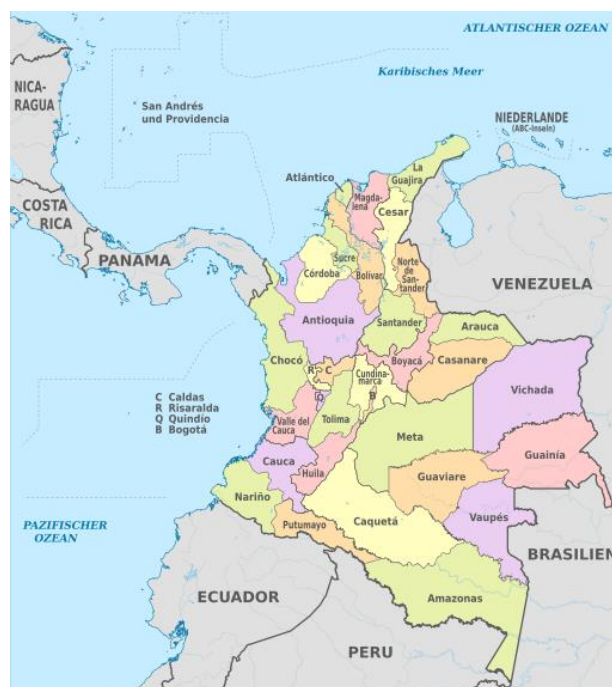 ATLANTISCHER OZEAN
Karibisches Meer
NICA-
RAGUA
San Andrés
und Providencia
NIEDERLANDE
(ABC-Inseln)
La
Guajira
Atlántico
Magda-
lena
Cesar
COSTA
RICA
PANAMA
Sucre
Córdoba
Bolívar
Norte
de
San-
tander
VENEZUELA
Antioquia
Santander
Arauca
Chocó
Boyacá
Casanare
R
C
Cundina-
marca
Vichada
C Caldas
R Risaralda
Q Quindío
B Bogotá
Q
B
Valle del
Cauca
Tolima
Meta
Guainía
Cauca
Huila
Guaviare
Nariño
Vaupés
Putumayo
Caquetá
PAZIFISCHER
OZEAN
BRASILIEN
ECUADOR
Amazonas
PERU